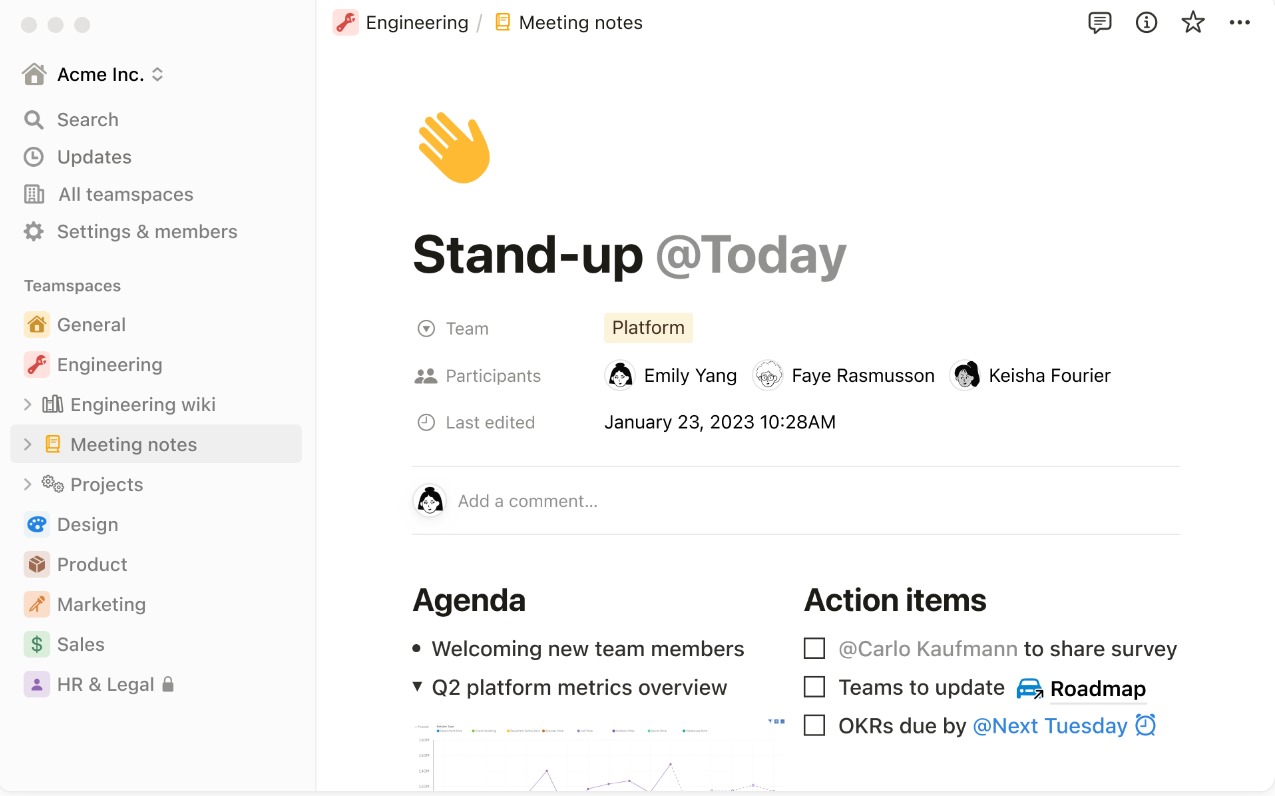 Engineering / Meeting notes
Acme Inc.
Search
Updates
All teamspaces
Settings & members
Teamspaces
General
Engineering
Engineering wiki
Meeting notes
Projects
Design
Product
Marketing
Sales
HR & Legal
Stand-up @Today
Team Platform
Participants Emily Yang Faye Rasmusson Keisha Fourier
Last edited January 23, 2023 10:28AM
Add a comment...
Agenda
• Welcoming new team members
▼ Q2 platform metrics overview
Action items
@Carlo Kaufmann to share survey
Teams to update Roadmap
OKRs due by @Next Tuesday